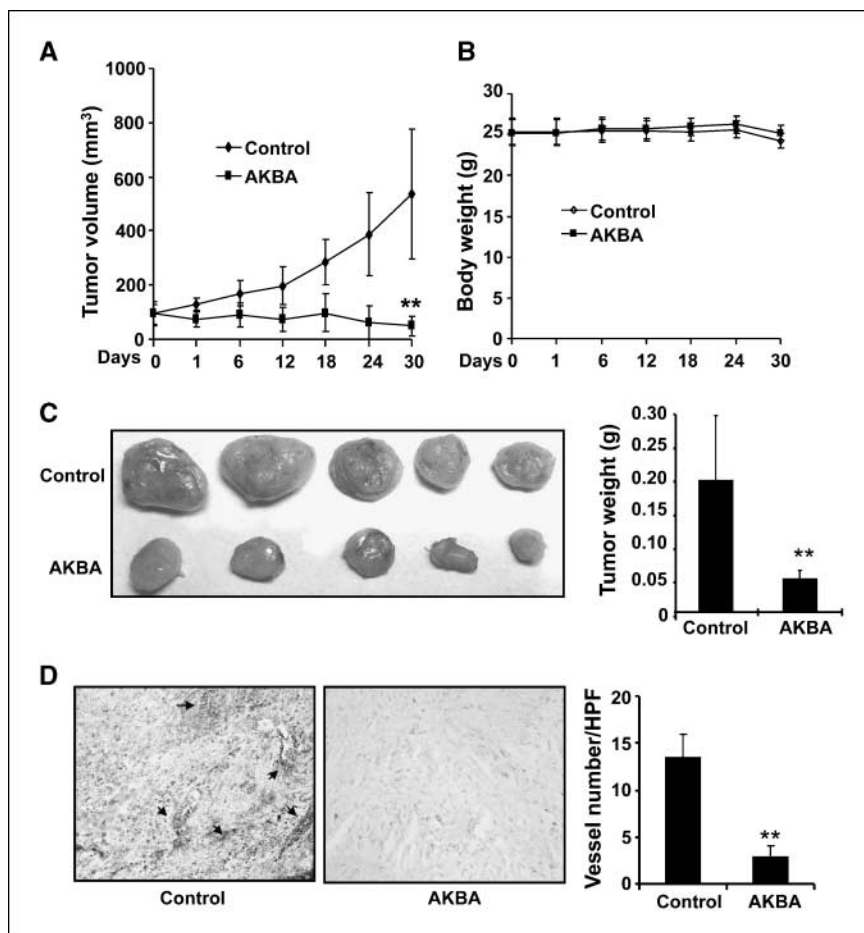 A
Tumor volume (mm³)
1000
800
600
400
200
0
Control
AKBA
**
Days
0 1 6 12 18 24 30
B
Body weight (g)
30
25
20
15
10
5
0
Control
AKBA
Days
0 1 6 12 18 24 30
C
Control
AKBA
Tumor weight (g)
0.30
0.20
0.15
0.10
0.05
0
**
Control AKBA
D
Control
AKBA
Vessel number/HPF
20
15
10
5
0
**
Control AKBA